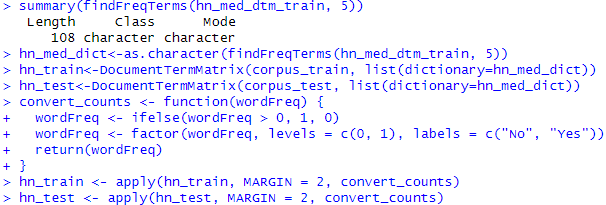 > summary(findFreqTerms(hn_med_dtm_train, 5))
   Length     Class      Mode
      108 character character
> hn_med_dict<-as.character(findFreqTerms(hn_med_dtm_train, 5))
> hn_train<-DocumentTermMatrix(corpus_train, list(dictionary=hn_med_dict))
> hn_test<-DocumentTermMatrix(corpus_test, list(dictionary=hn_med_dict))
> convert_counts <- function(wordFreq) {
+   wordFreq <- ifelse(wordFreq > 0, 1, 0)
+   wordFreq <- factor(wordFreq, levels = c(0, 1), labels = c("No", "Yes"))
+   return(wordFreq)
+ }
> hn_train <- apply(hn_train, MARGIN = 2, convert_counts)
> hn_test <- apply(hn_test, MARGIN = 2, convert_counts)